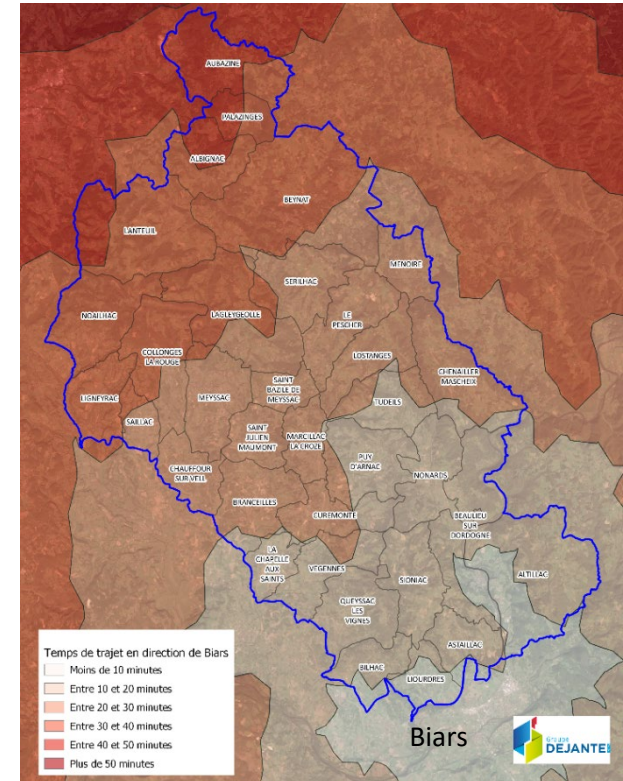 AUBAZINE
PALAZINGES
ALBIGNAC
BEYNAT
LANTEUIL
MENOIRE
SERILHAC
NOAILHAC
LAGLEYGEOLLE
LE
PESCHER
COLLONGES
LA ROUGE
LOSTANGES
CHENAILLER
MASCHEIX
LIGNEYRAC
MEYSSAC
SAINT
BAZILE DE
MEYSSAC
TUDEILS
SAILLAC
SAINT
JULIEN
MAUMONT
MARCILLAC
LA CROZE
PUY
D'ARNAC
CHAUFFOUR
SUR VELL
NONARDS
BRANCEILLES
CUREMONTE
BEAULIEU
SUR
DORDOGNE
LA
CHAPELLE
AUX
SAINTS
VEGENNES
SIONIAC
ALTILLAC
QUEYSSAC
LES
VIGNES
ASTAILLAC
BILHAC
LIOURDRES
Temps de trajet en direction de Biars
Moins de 10 minutes
Entre 10 et 20 minutes
Entre 20 et 30 minutes
Entre 30 et 40 minutes
Entre 40 et 50 minutes
Plus de 50 minutes
Biars
Groupe
DEJANTE